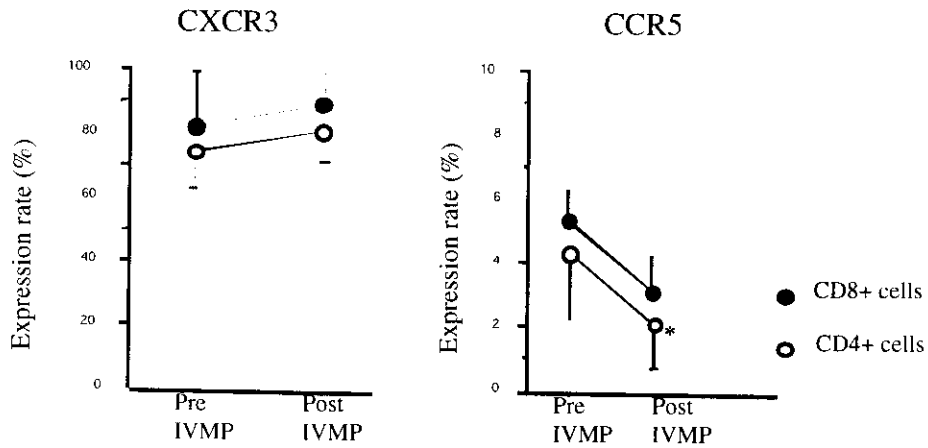 CXCR3
Expression rate (%)
100
80
60
40
20
0
Pre
IVMP
Post
IVMP
CCR5
Expression rate (%)
10
8
6
4
2
0
*
Pre
IVMP
Post
IVMP
CD8+ cells
CD4+ cells